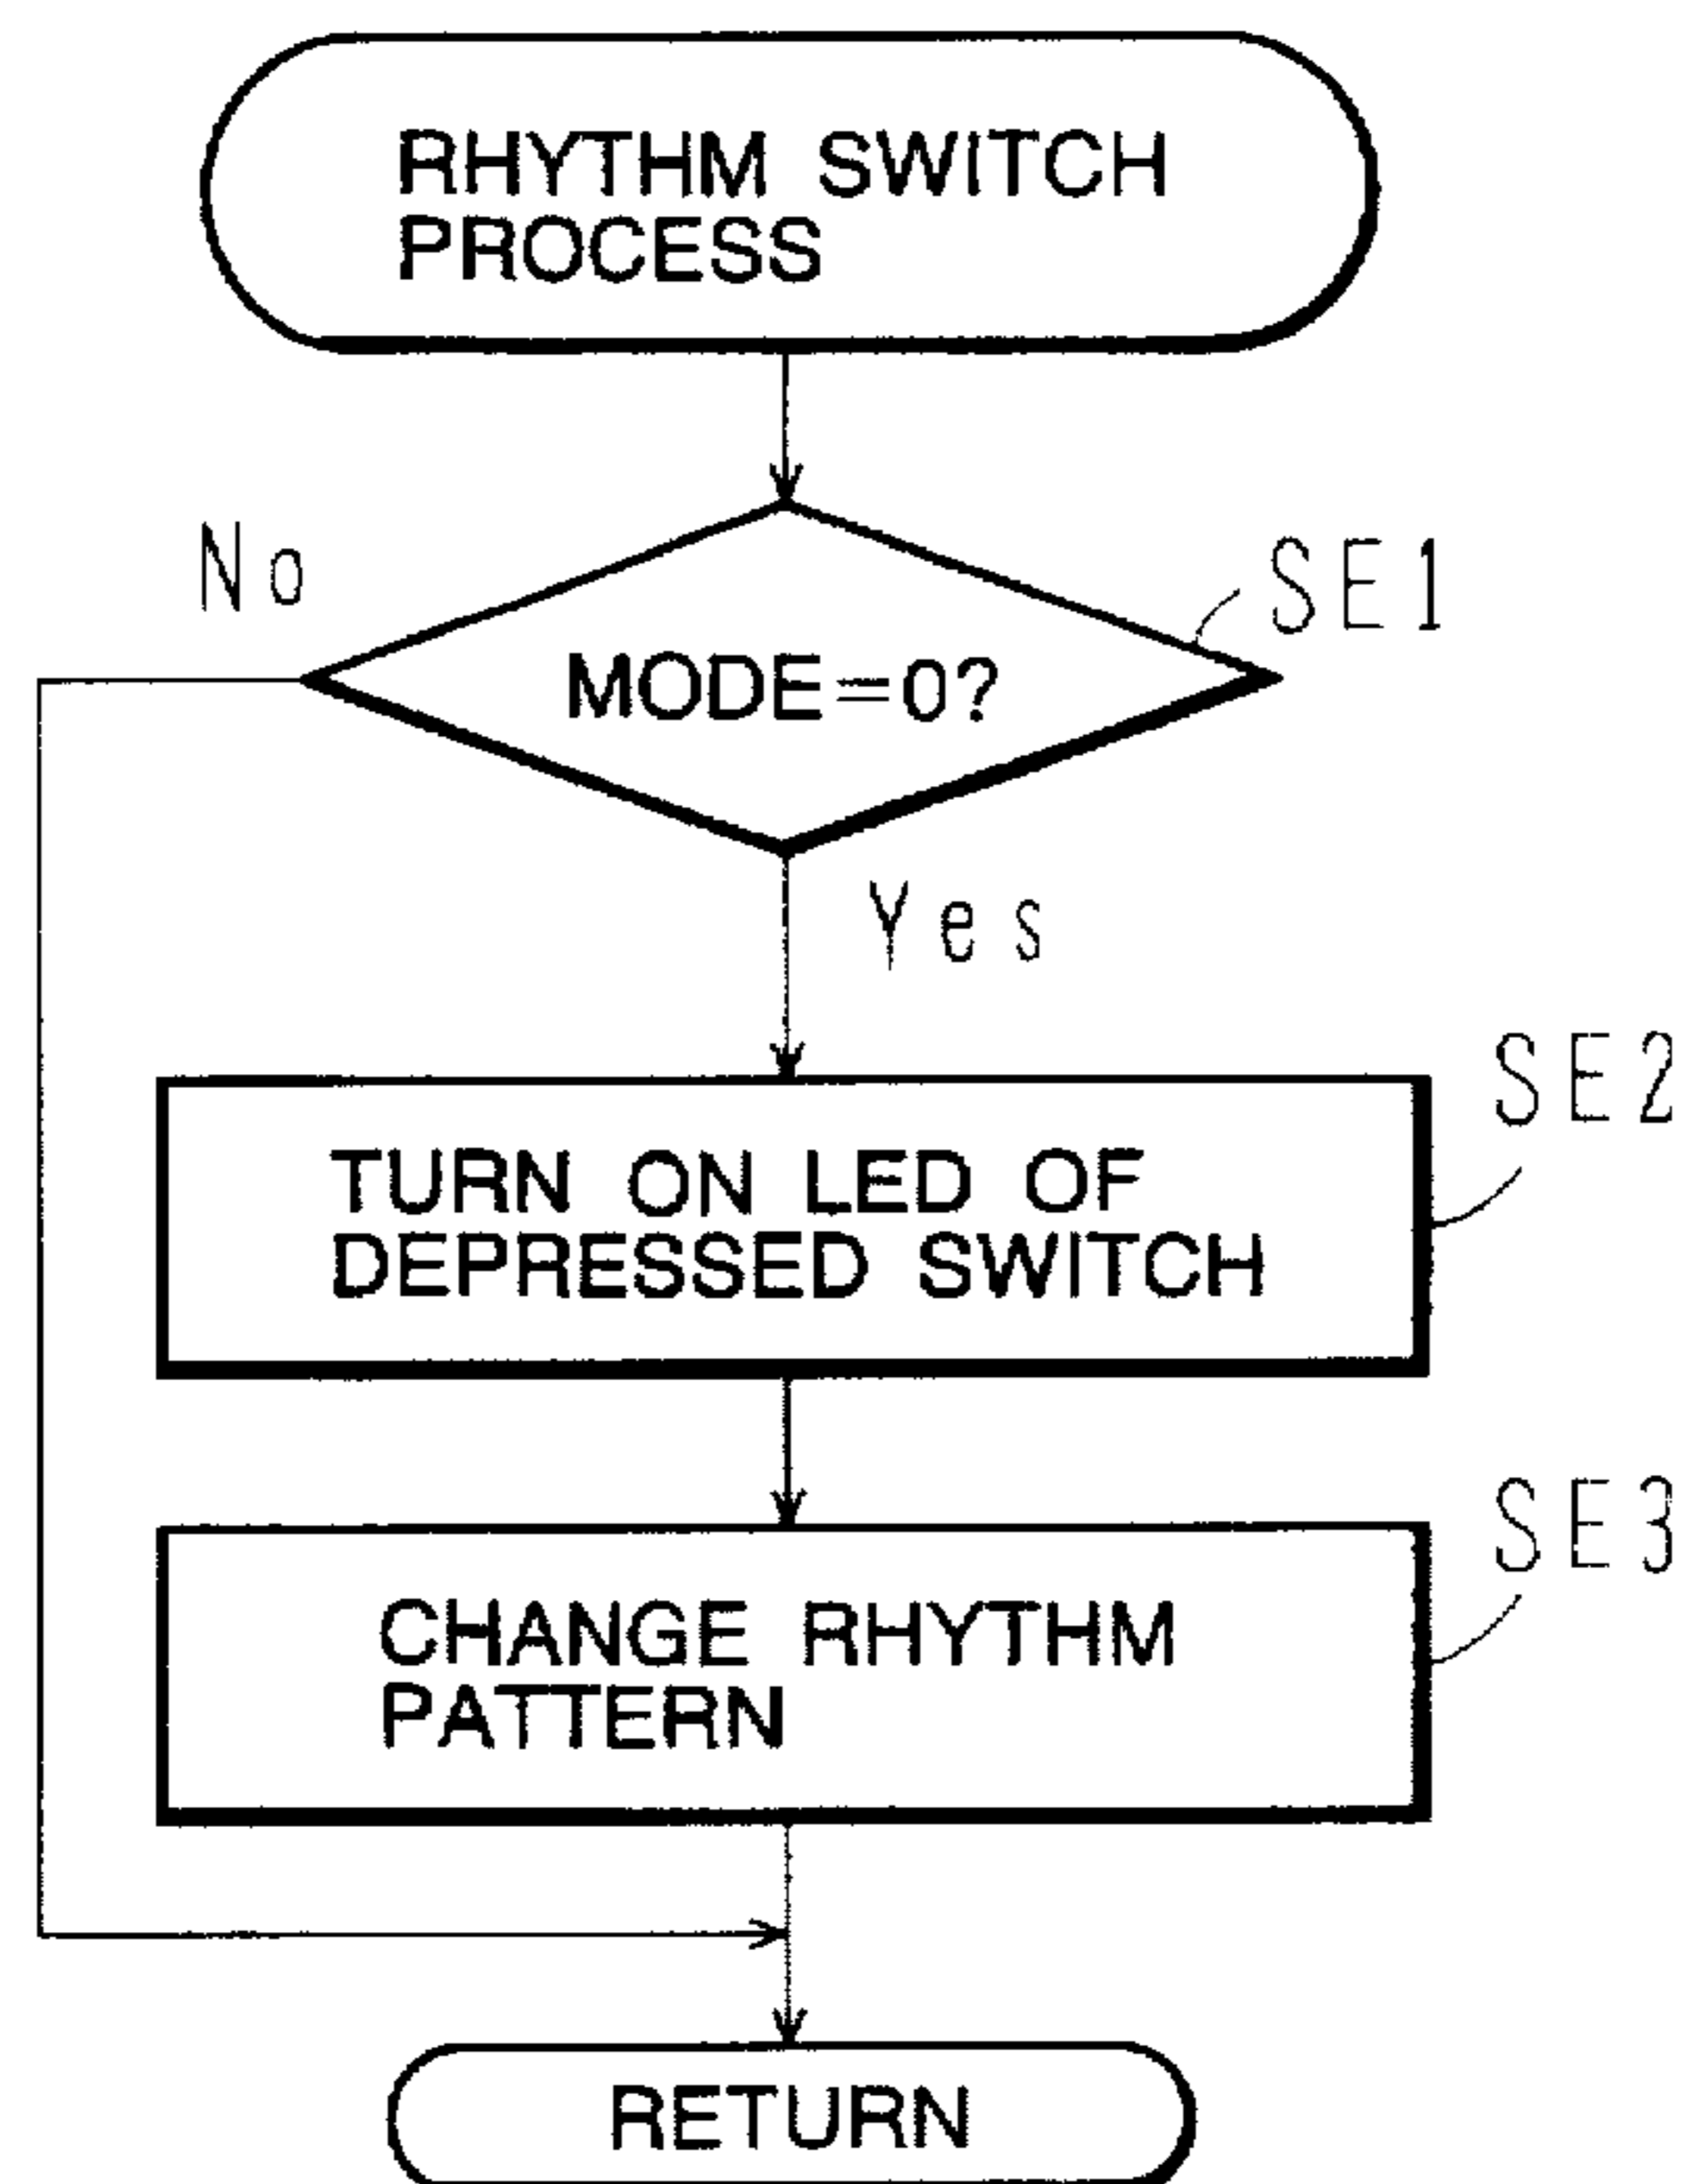 RHYTHM SWITCH
PROCESS
No
SE1
MODE=0?
Yes
SE2
TURN ON LED OF
DEPRESSED SWITCH
SE3
CHANGE RHYTHM
PATTERN
RETURN